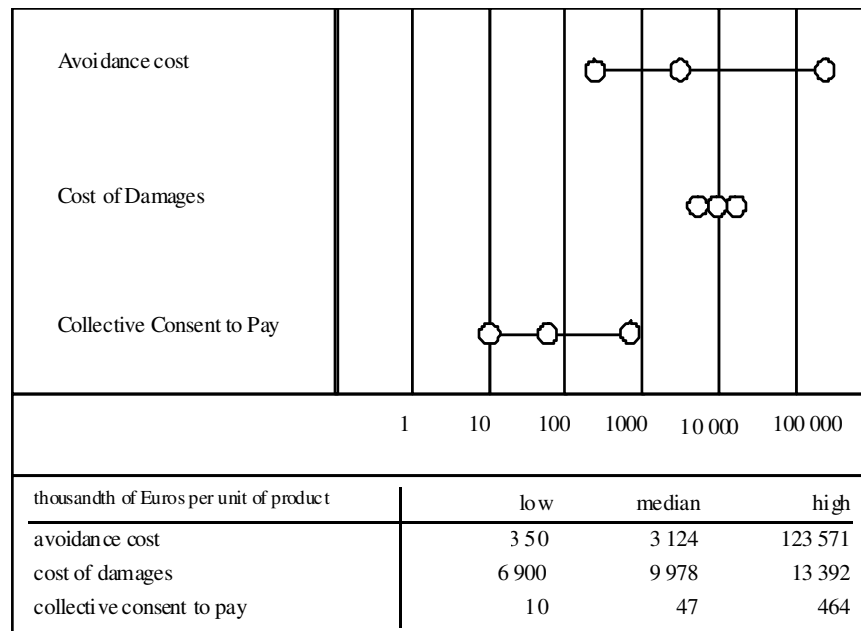 Avoidance cost
Cost of Damages
Collective Consent to Pay
1 10 100 1000 10 000 100 000
thousandth of Euros per unit of product low median high
avoidance cost 3 50 3 124 123 571
cost of damages 6 900 9 978 13 392
collective consent to pay 10 47 464